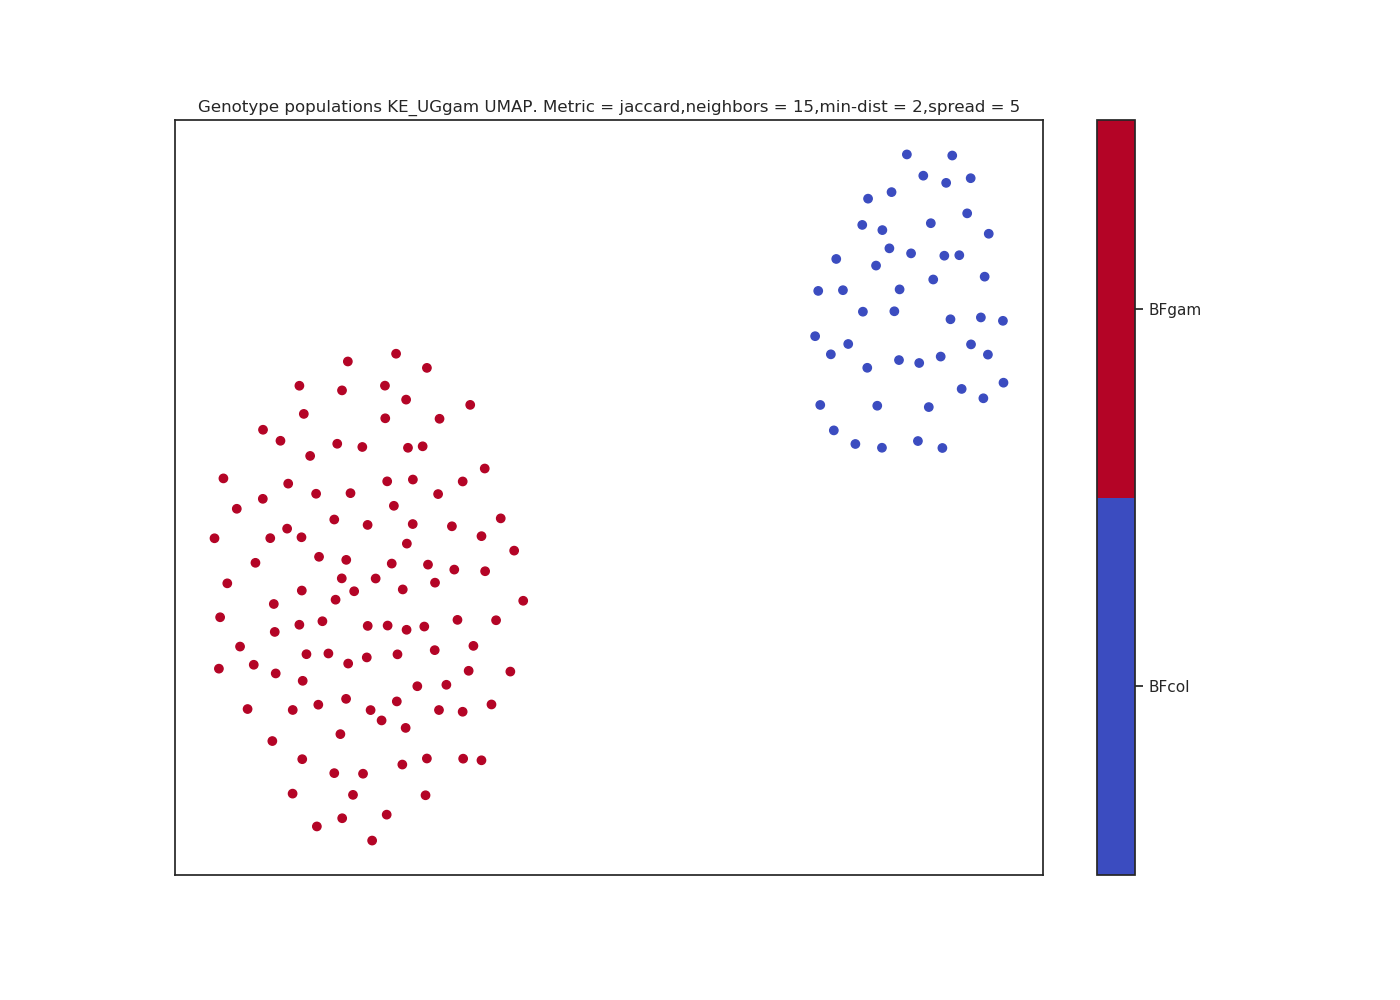 Genotype populations KE_UGgam UMAP. Metric = jaccard,neighbors = 15,min-dist = 2,spread = 5
BFgam
BFcol